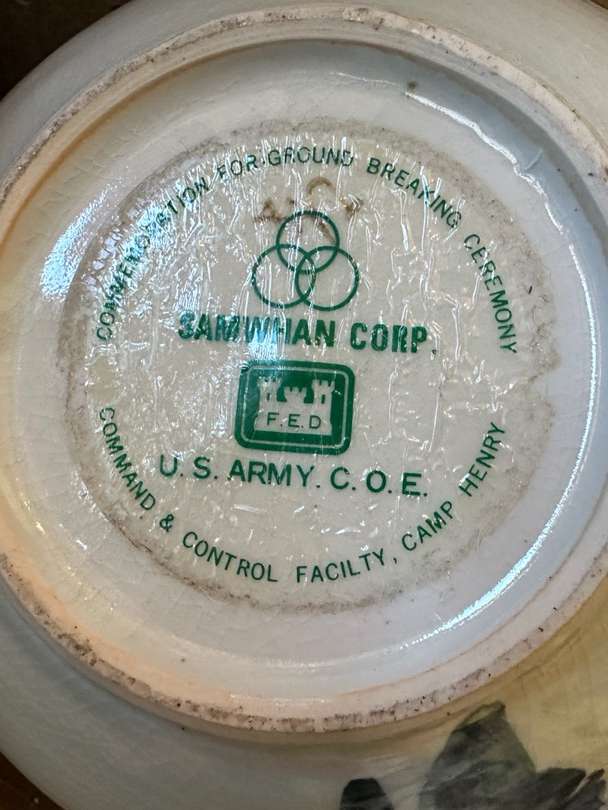 COMMEMORATION FOR GROUND BREAKING CEREMONY
SAMWHAN CORP.
F.E.D
U.S. ARMY. C.O.E.
COMMAND & CONTROL FACILTY, CAMP HENRY